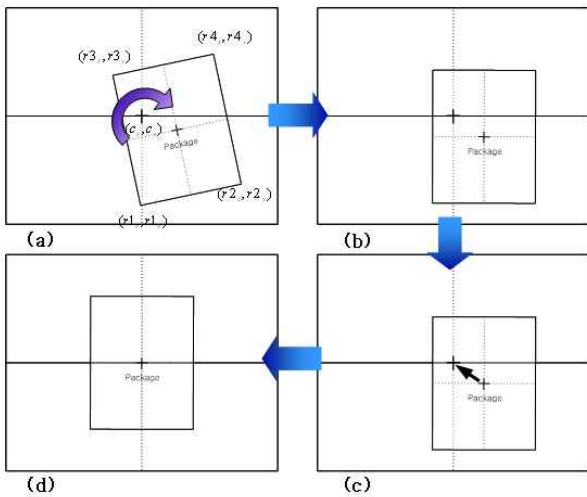 (r3ₓ,r3ᵧ)
(r4ₓ,r4ᵧ)
(cₓ,cᵧ)
Package
(r2ₓ,r2ᵧ)
(r1ₓ,r1ᵧ)
(a)
Package
(b)
Package
(d)
Package
(c)